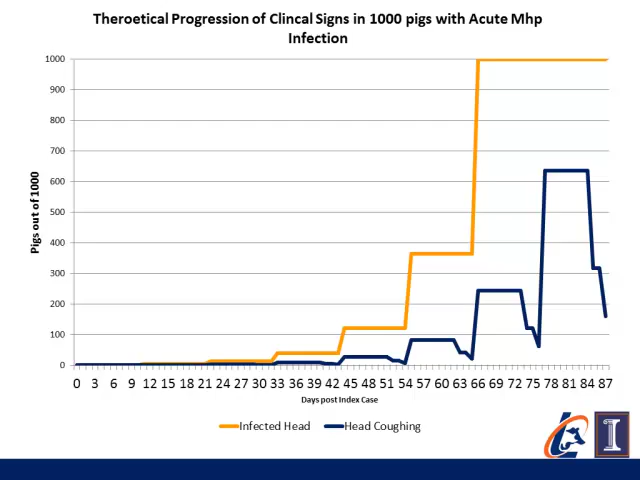 Theroetical Progression of Clincal Signs in 1000 pigs with Acute Mhp
Infection
Pigs out of 1000
1000
900
800
700
600
500
400
300
200
100
0
0 3 6 9 12 15 18 21 24 27 30 33 36 39 42 45 48 51 54 57 60 63 66 69 72 75 78 81 84 87
Days post Index Case
Infected Head Head Coughing
I